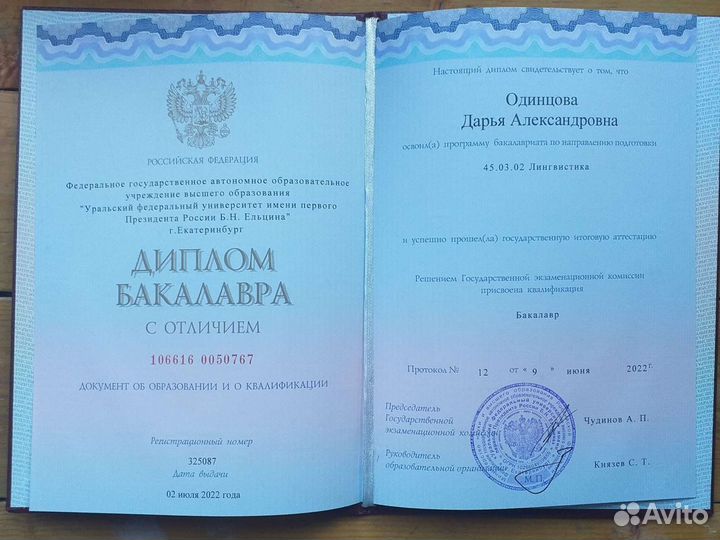 РОССИЙСКАЯ ФЕДЕРАЦИЯ
Федеральное государственное автономное образовательное
учреждение высшего образования
"Уральский федеральный университет имени первого
Президента России Б.Н. Ельцина"
г.Екатеринбург
ДИПЛОМ
БАКАЛАВРА
С ОТЛИЧИЕМ
106616 0050767
ДОКУМЕНТ ОБ ОБРАЗОВАНИИ И О КВАЛИФИКАЦИИ
Регистрационный номер
325087
Дата выдачи
02 июля 2022 года
Настоящий диплом свидетельствует о том, что
Одинцова
Дарья Александровна
освоил(а) программу бакалавриата по направлению подготовки
45.03.02 Лингвистика
и успешно прошел(ла) государственную итоговую аттестацию
Решением Государственной экзаменационной комиссии
присвоена квалификация
Бакалавр
Протокол № 12 от « 9 » июня 2022 г.
Председатель
Государственной
экзаменационной комиссии Чудинов А. П.
Руководитель
образовательной организации Князев С. Т.
М.П.
Avito